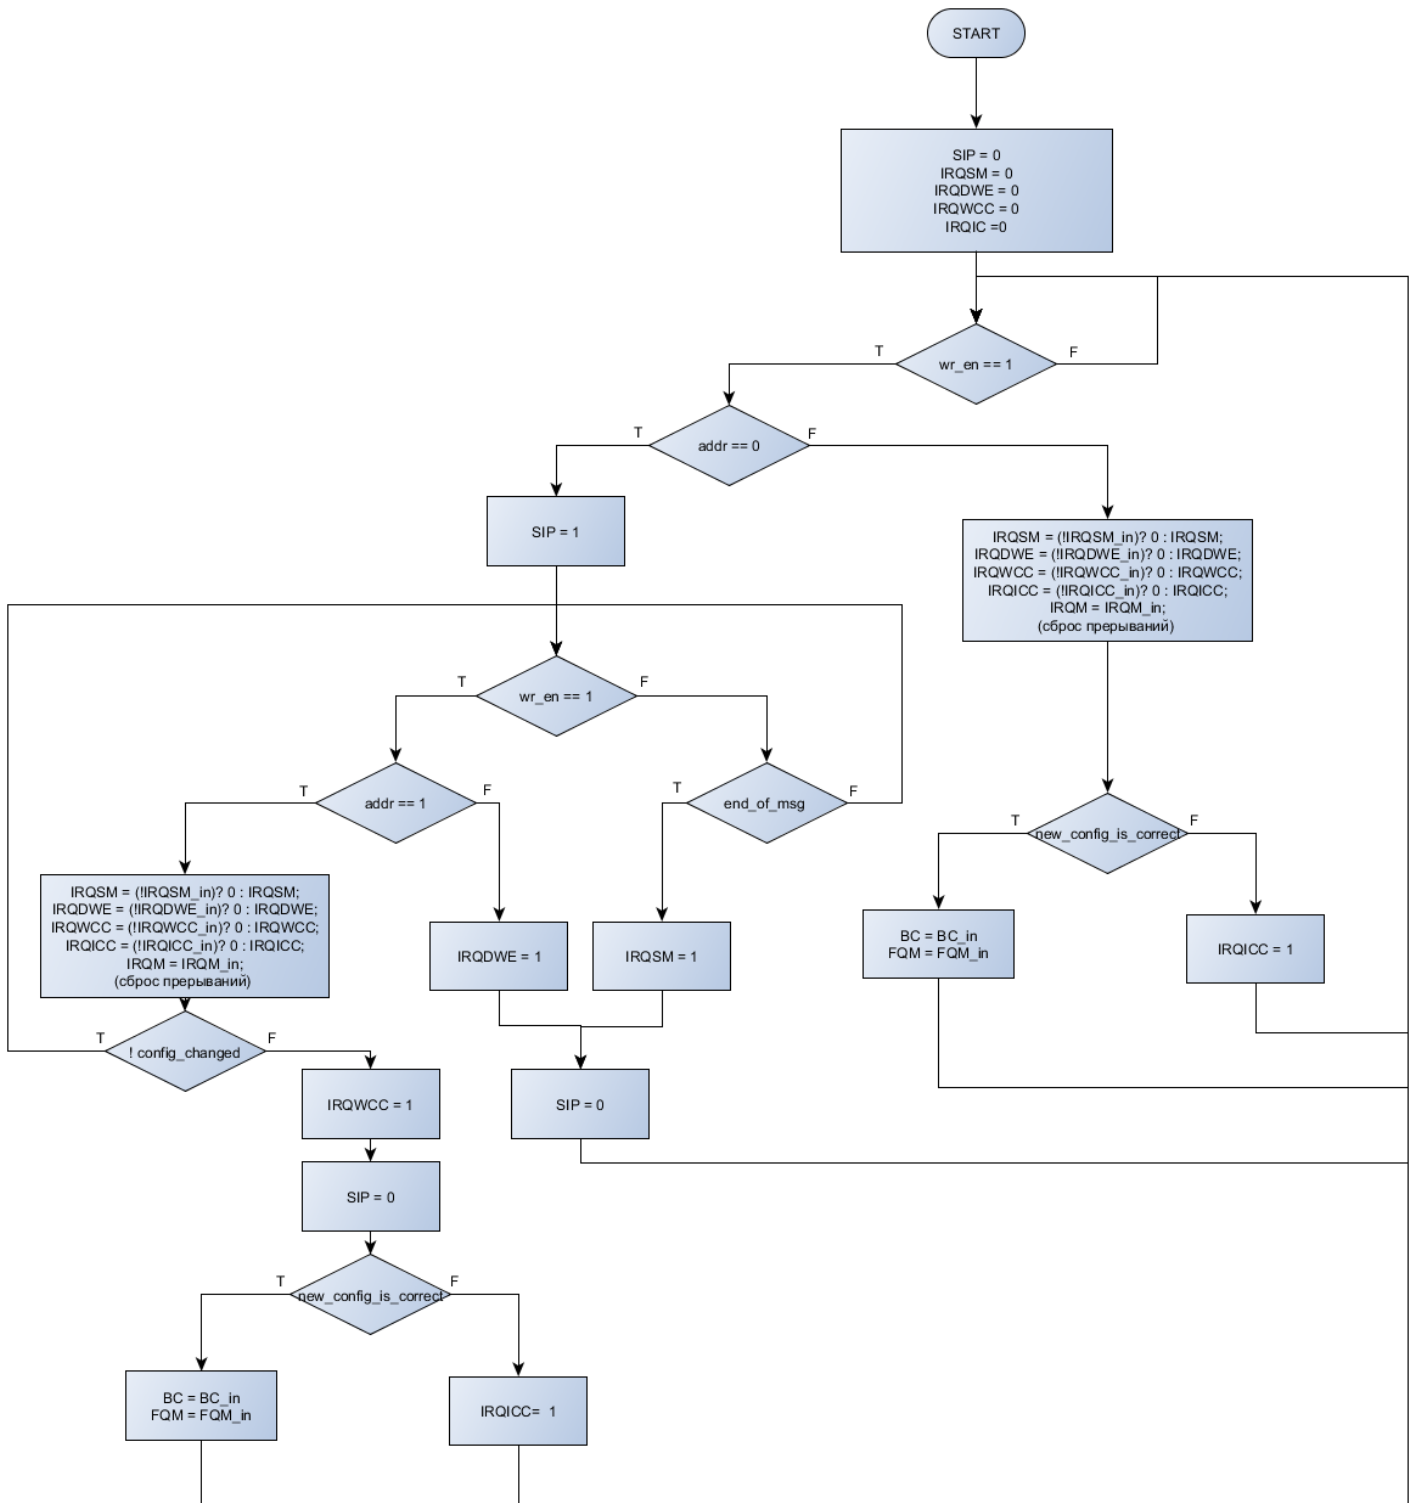 START
SIP = 0
IRQSM = 0
IRQDWE = 0
IRQWCC = 0
IRQIC =0
wr_en == 1
T
F
addr == 0
T
F
SIP = 1
IRQSM = (!IRQSM_in)? 0 : IRQSM;
IRQDWE = (!IRQDWE_in)? 0 : IRQDWE;
IRQWCC = (!IRQWCC_in)? 0 : IRQWCC;
IRQICC = (!IRQICC_in)? 0 : IRQICC;
IRQM = IRQM_in;
(сброс прерываний)
wr_en == 1
T
F
addr == 1
T
F
end_of_msg
T
F
new_config_is_correct
T
F
IRQSM = (!IRQSM_in)? 0 : IRQSM;
IRQDWE = (!IRQDWE_in)? 0 : IRQDWE;
IRQWCC = (!IRQWCC_in)? 0 : IRQWCC;
IRQICC = (!IRQICC_in)? 0 : IRQICC;
IRQM = IRQM_in;
(сброс прерываний)
IRQDWE = 1
IRQSM = 1
BC = BC_in
FQM = FQM_in
IRQICC = 1
! config_changed
T
F
IRQWCC = 1
SIP = 0
SIP = 0
new_config_is_correct
T
F
BC = BC_in
FQM = FQM_in
IRQICC=  1